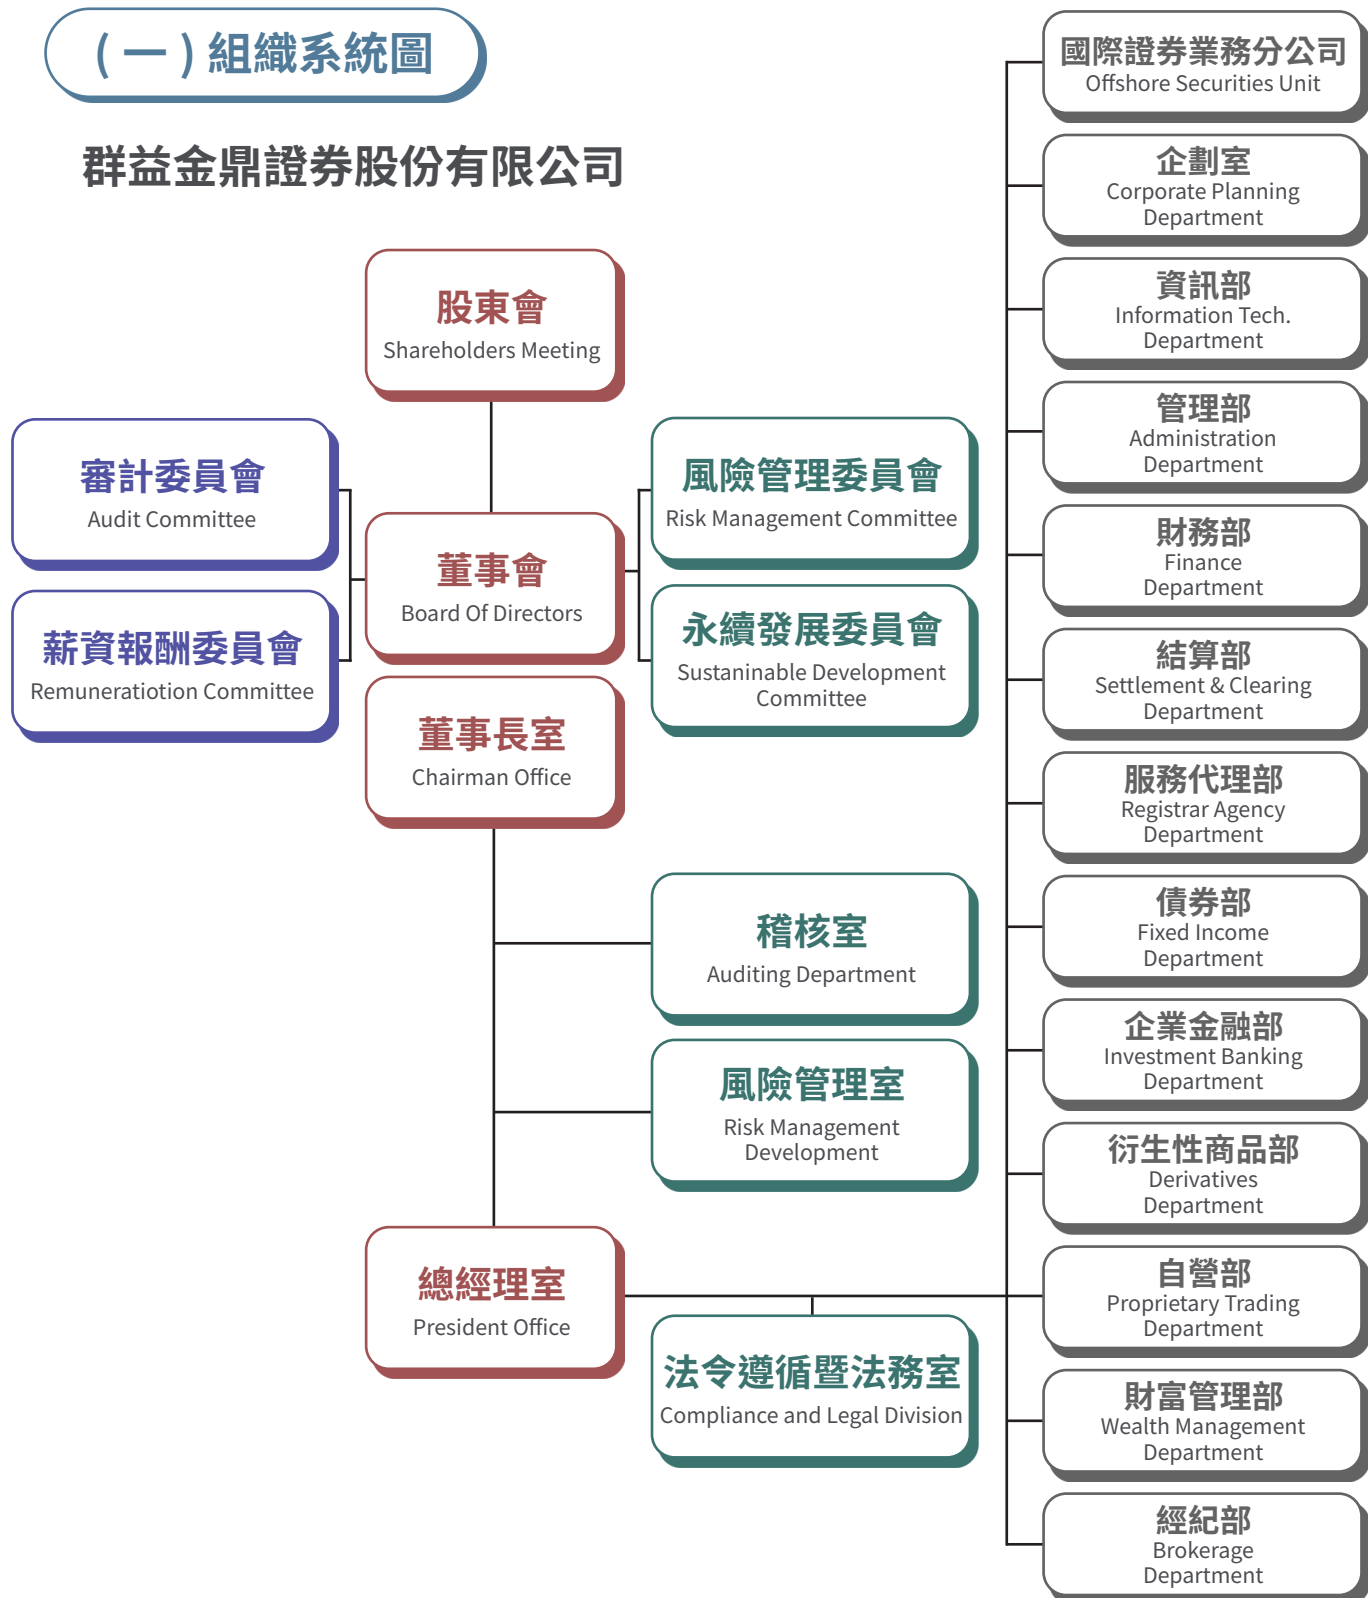 (一)組織系統圖
群益金鼎證券股份有限公司
股東會
Shareholders Meeting
審計委員會
Audit Committee
薪資報酬委員會
Remuneratiotion Committee
董事會
Board Of Directors
風險管理委員會
Risk Management Committee
永續發展委員會
Sustaninable Development
Committee
董事長室
Chairman Office
稽核室
Auditing Department
風險管理室
Risk Management
Development
總經理室
President Office
法令遵循暨法務室
Compliance and Legal Division
國際證券業務分公司
Offshore Securities Unit
企劃室
Corporate Planning
Department
資訊部
Information Tech.
Department
管理部
Administration
Department
財務部
Finance
Department
結算部
Settlement & Clearing
Department
服務代理部
Registrar Agency
Department
債券部
Fixed Income
Department
企業金融部
Investment Banking
Department
衍生性商品部
Derivatives
Department
自營部
Proprietary Trading
Department
財富管理部
Wealth Management
Department
經紀部
Brokerage
Department